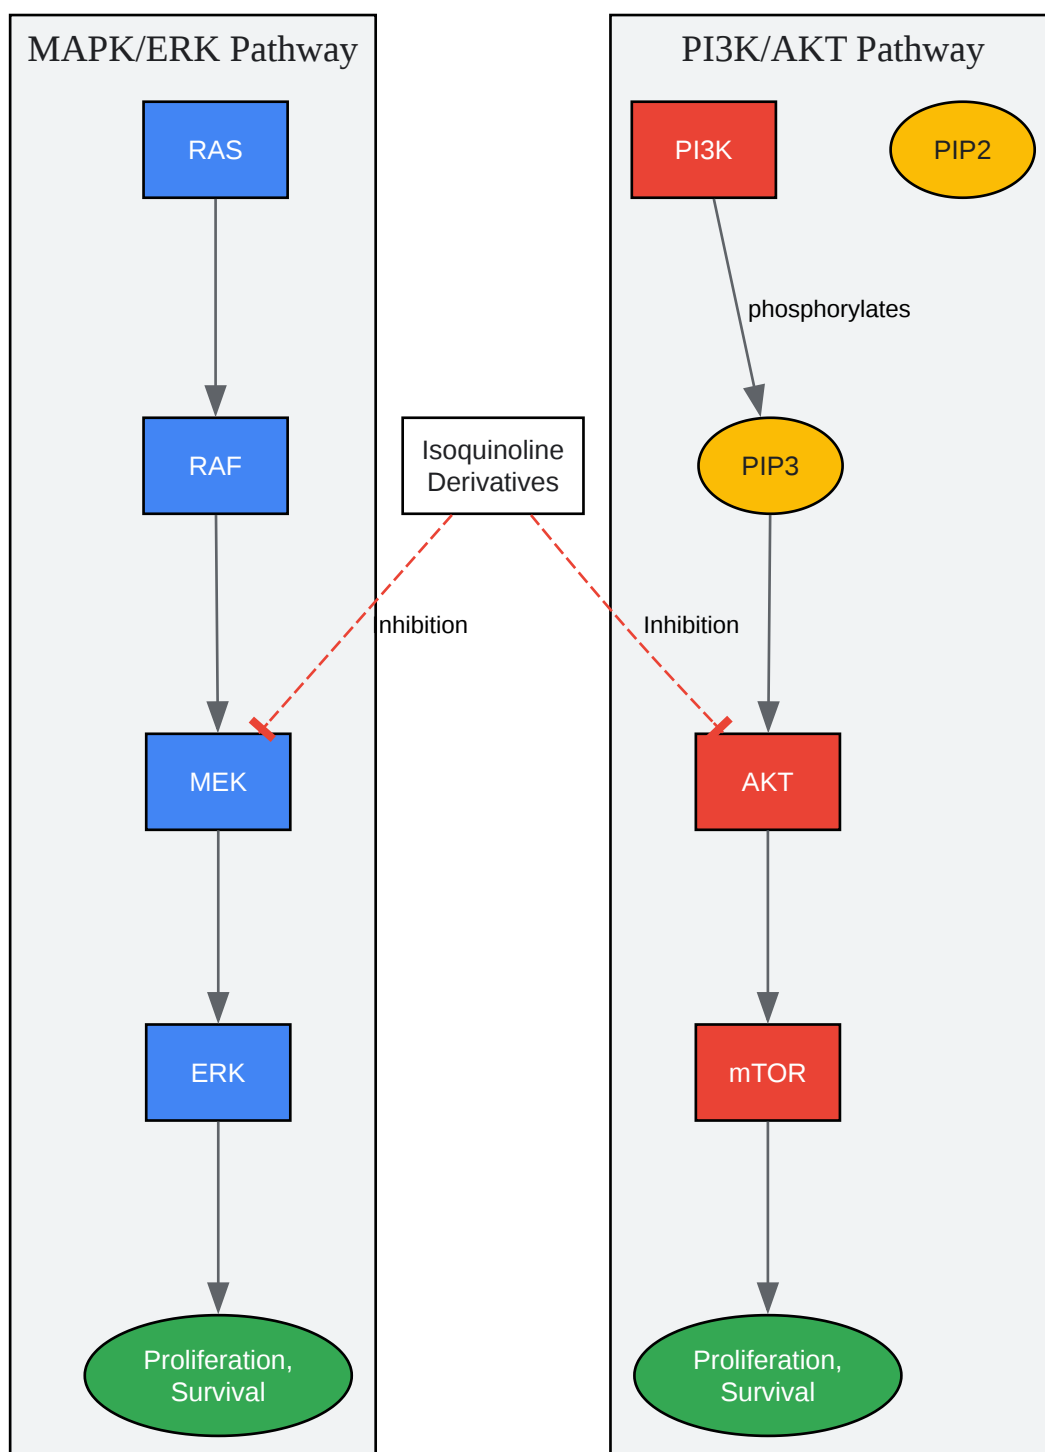 MAPK/ERK Pathway
RAS
RAF
MEK
ERK
Proliferation,
Survival
Isoquinoline
Derivatives
Inhibition
Inhibition
PI3K/AKT Pathway
PI3K
PIP2
phosphorylates
PIP3
AKT
mTOR
Proliferation,
Survival